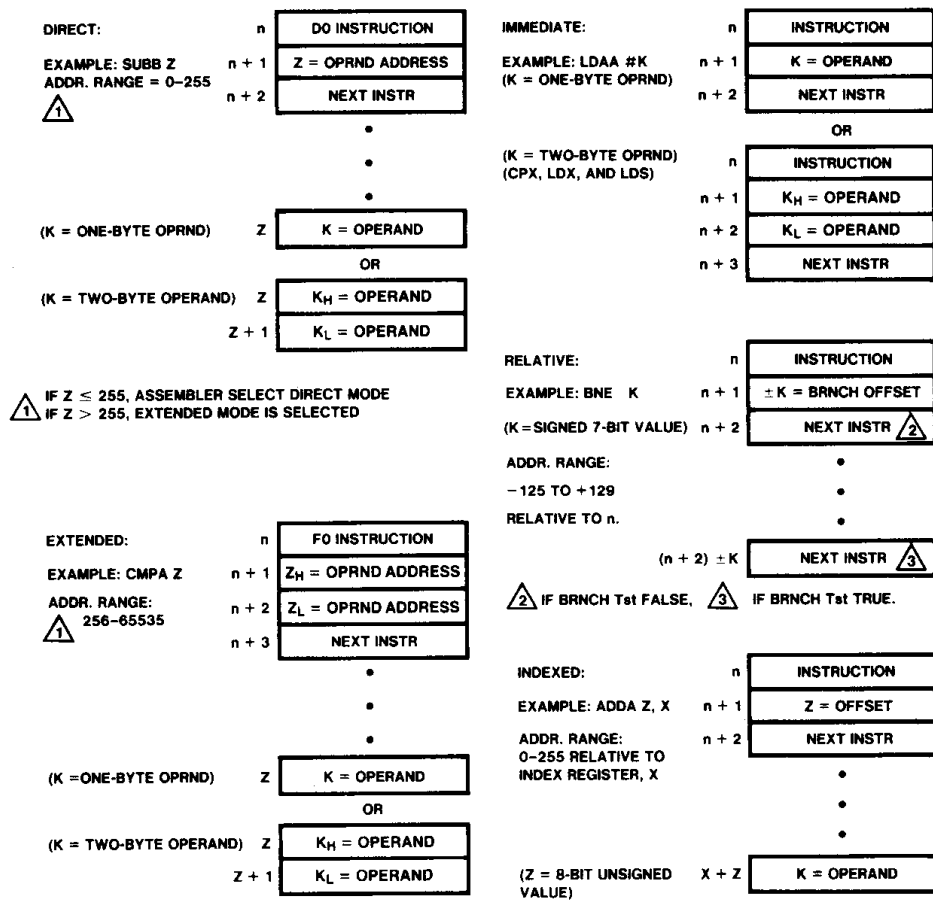 DIRECT:
n
DO INSTRUCTION
EXAMPLE: SUBB Z
n + 1
Z = OPRND ADDRESS
ADDR. RANGE = 0–255
1
n + 2
NEXT INSTR
(K = ONE-BYTE OPRND)
Z
K = OPERAND
OR
(K = TWO-BYTE OPERAND)
Z
KH = OPERAND
Z + 1
KL = OPERAND
1
IF Z ≤ 255, ASSEMBLER SELECT DIRECT MODE
IF Z > 255, EXTENDED MODE IS SELECTED
EXTENDED:
n
FO INSTRUCTION
EXAMPLE: CMPA Z
n + 1
ZH = OPRND ADDRESS
ADDR. RANGE:
1
256–65535
n + 2
ZL = OPRND ADDRESS
n + 3
NEXT INSTR
(K =ONE-BYTE OPRND)
Z
K = OPERAND
OR
(K = TWO-BYTE OPERAND)
Z
KH = OPERAND
Z + 1
KL = OPERAND
IMMEDIATE:
n
INSTRUCTION
EXAMPLE: LDAA #K
n + 1
K = OPERAND
(K = ONE-BYTE OPRND)
n + 2
NEXT INSTR
OR
(K = TWO-BYTE OPRND)
(CPX, LDX, AND LDS)
n
INSTRUCTION
n + 1
KH = OPERAND
n + 2
KL = OPERAND
n + 3
NEXT INSTR
RELATIVE:
n
INSTRUCTION
EXAMPLE: BNE K
n + 1
±K = BRNCH OFFSET
(K=SIGNED 7-BIT VALUE)
n + 2
NEXT INSTR 2
ADDR. RANGE:
−125 TO +129
RELATIVE TO n.
(n + 2) ±K
NEXT INSTR 3
2 IF BRNCH Tst FALSE, 3 IF BRNCH Tst TRUE.
INDEXED:
n
INSTRUCTION
EXAMPLE: ADDA Z, X
n + 1
Z = OFFSET
ADDR. RANGE:
0–255 RELATIVE TO
INDEX REGISTER, X
n + 2
NEXT INSTR
(Z = 8-BIT UNSIGNED
VALUE)
X + Z
K = OPERAND